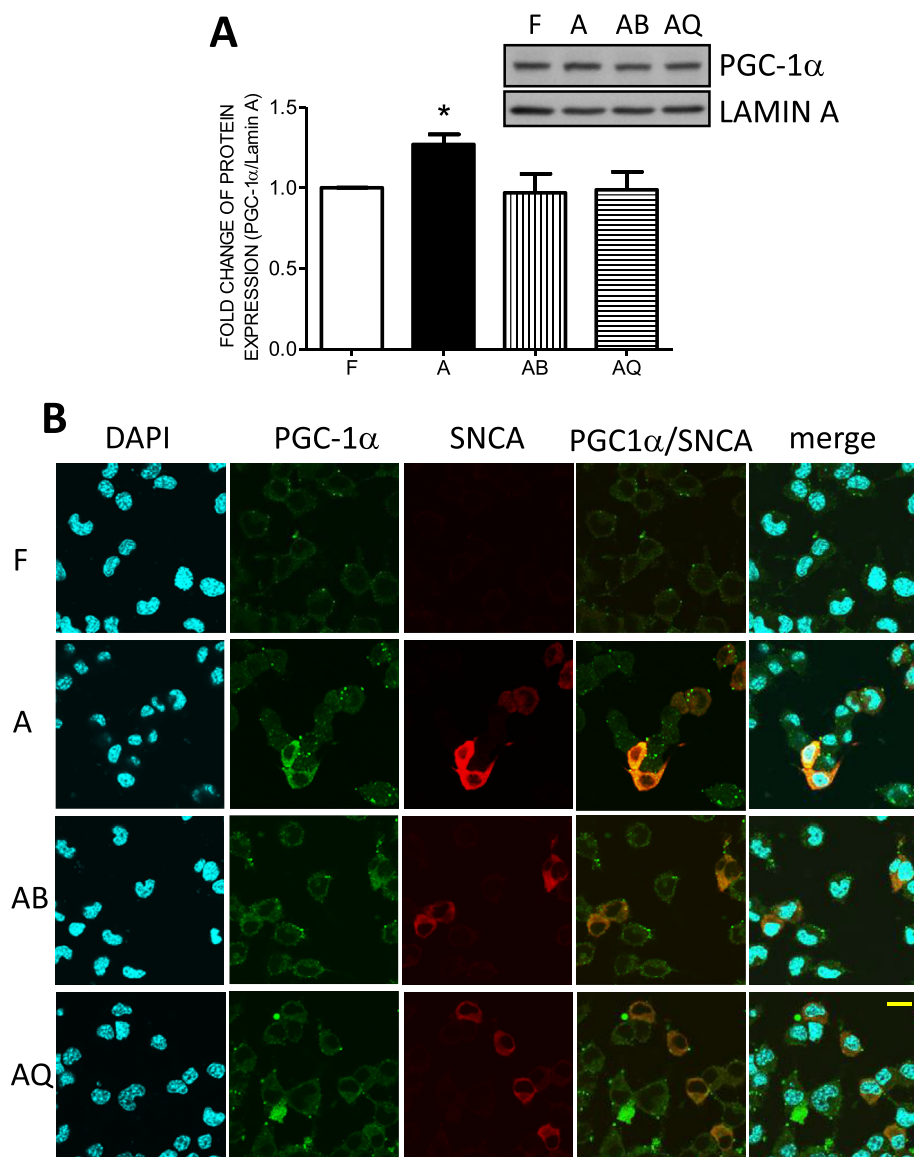 A
F A AB AQ
PGC-1α
LAMIN A
FOLD CHANGE OF PROTEIN
EXPRESSION (PGC-1α/Lamin A)
1.5
1.0
0.5
0.0
*
F A AB AQ
B
DAPI PGC-1α SNCA PGC1α/SNCA merge
F
A
AB
AQ